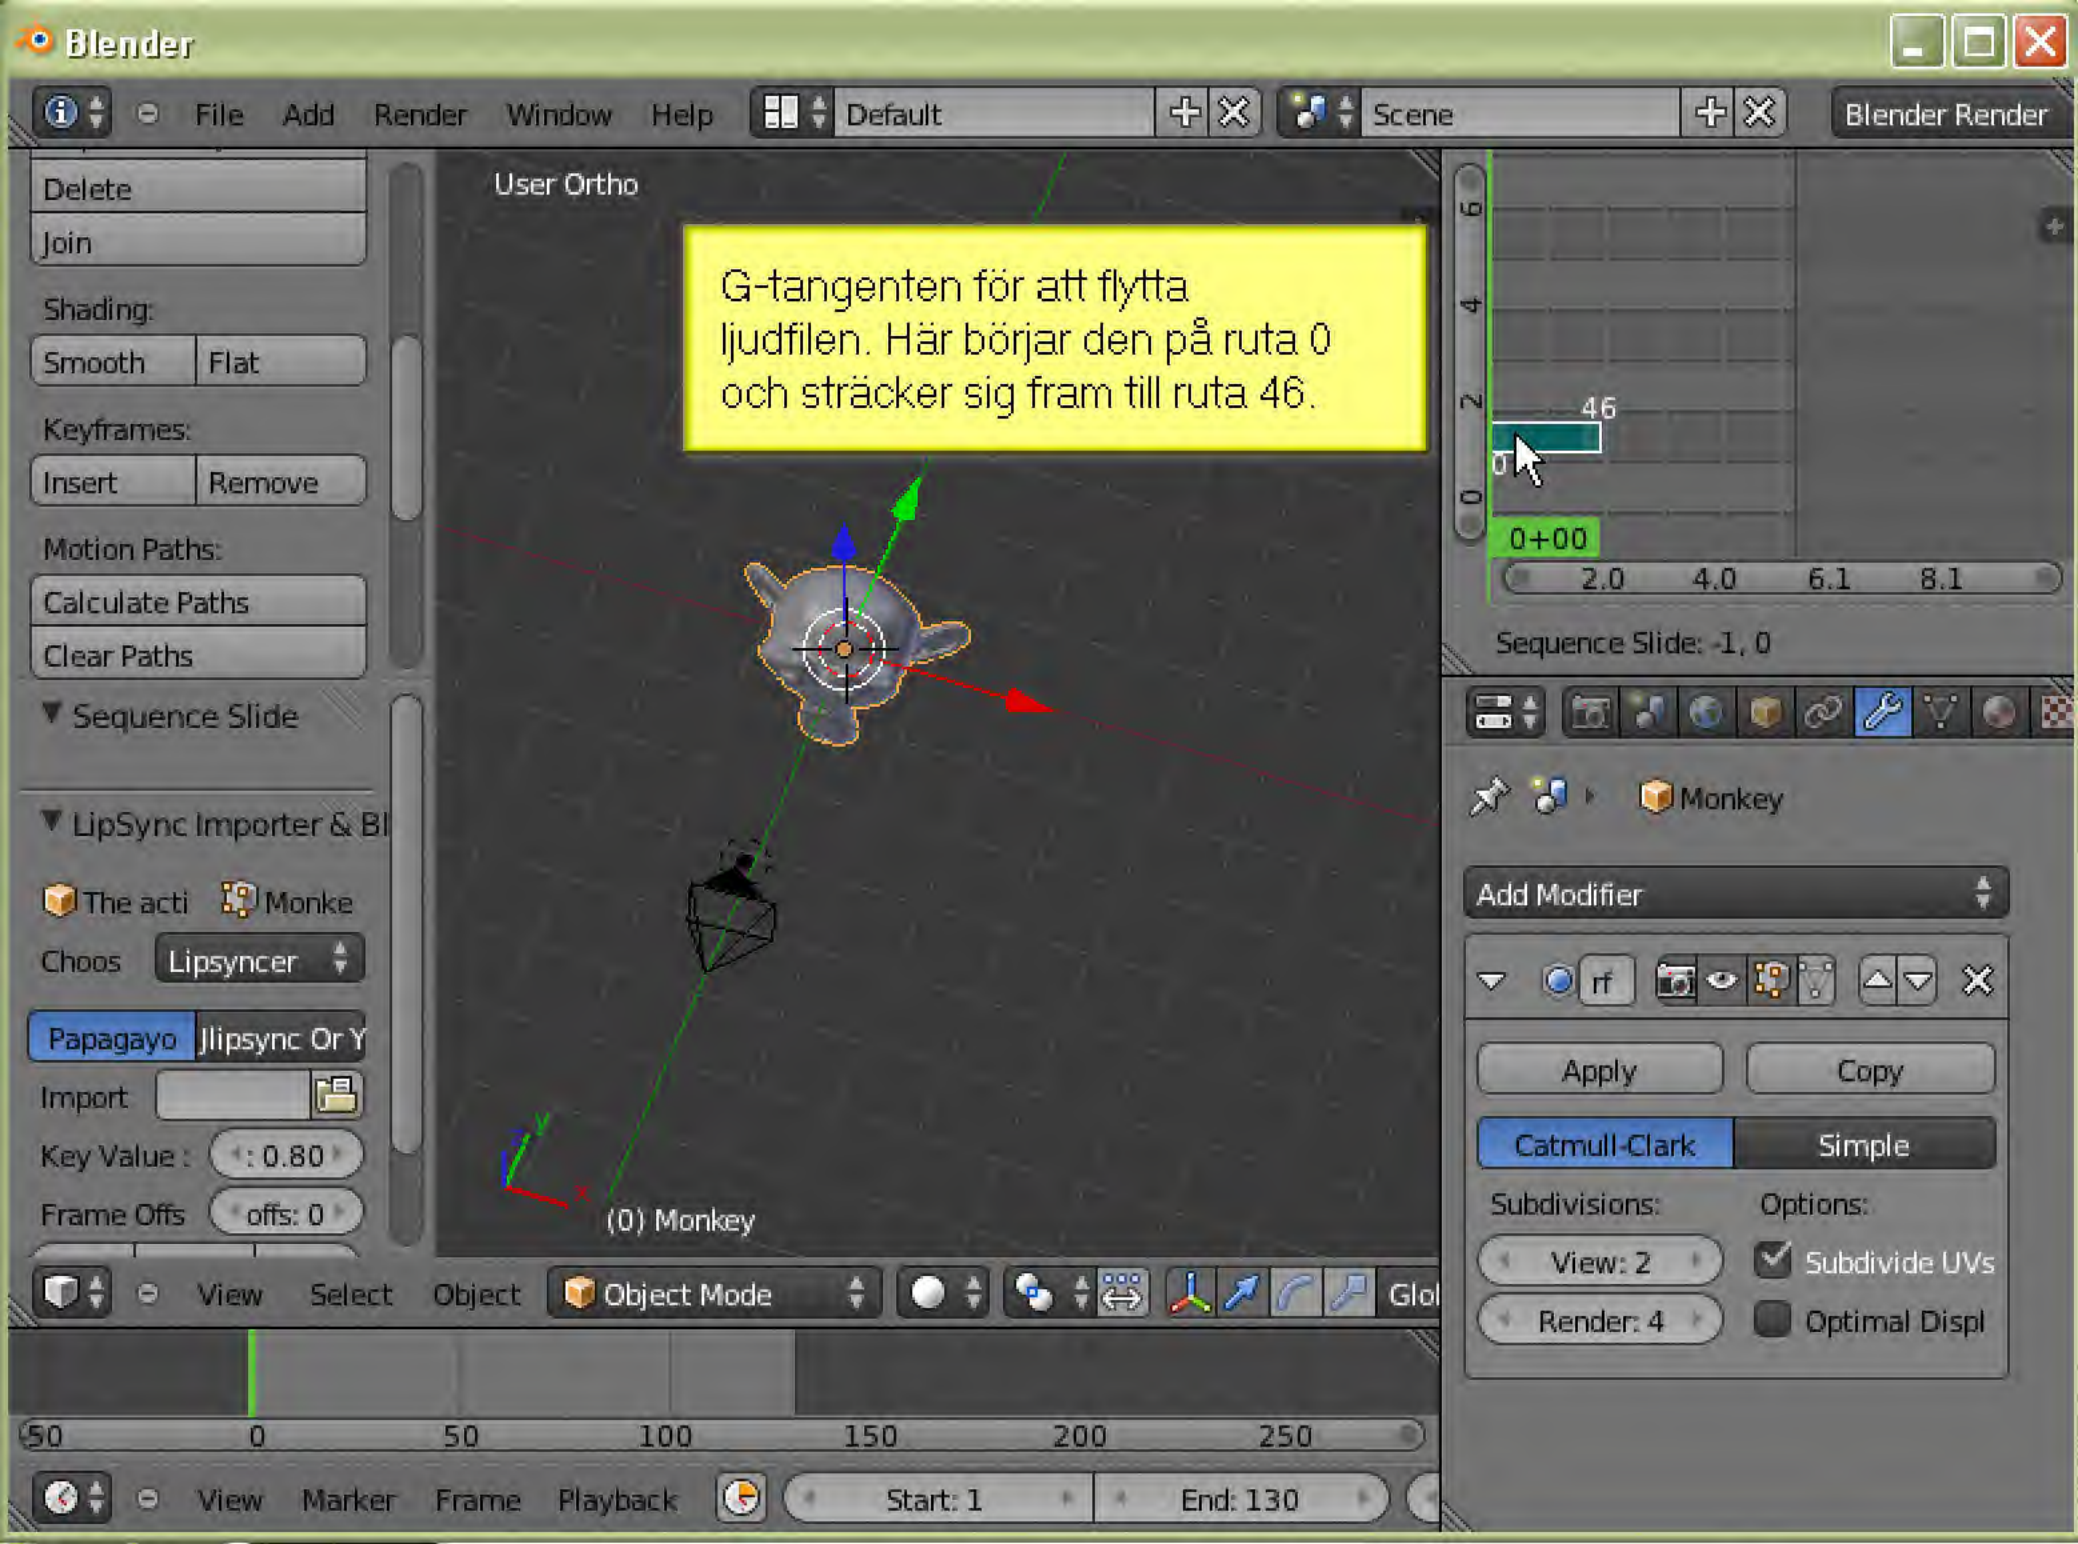 Blender
File Add Render Window Help Default Scene Blender Render
Delete
Join
Shading:
Smooth Flat
Keyframes:
Insert Remove
Motion Paths:
Calculate Paths
Clear Paths
Sequence Slide
LipSync Importer & Bl
The acti Monke
Choos Lipsyncer
Papagayo Jlipsync Or Y
Import
Key Value : : 0.80
Frame Offs offs: 0
User Ortho
G-tangenten för att flytta
ljudfilen. Här börjar den på ruta 0
och sträcker sig fram till ruta 46.
y
x
(0) Monkey
View Select Object Object Mode Glo
6
4
2
0
46
0
0+00
2.0 4.0 6.1 8.1
Sequence Slide: -1, 0
Monkey
Add Modifier
rf
Apply Copy
Catmull-Clark Simple
Subdivisions: Options:
View: 2 Subdivide UVs
Render: 4 Optimal Displ
-50 0 50 100 150 200 250
View Marker Frame Playback Start: 1 End: 130